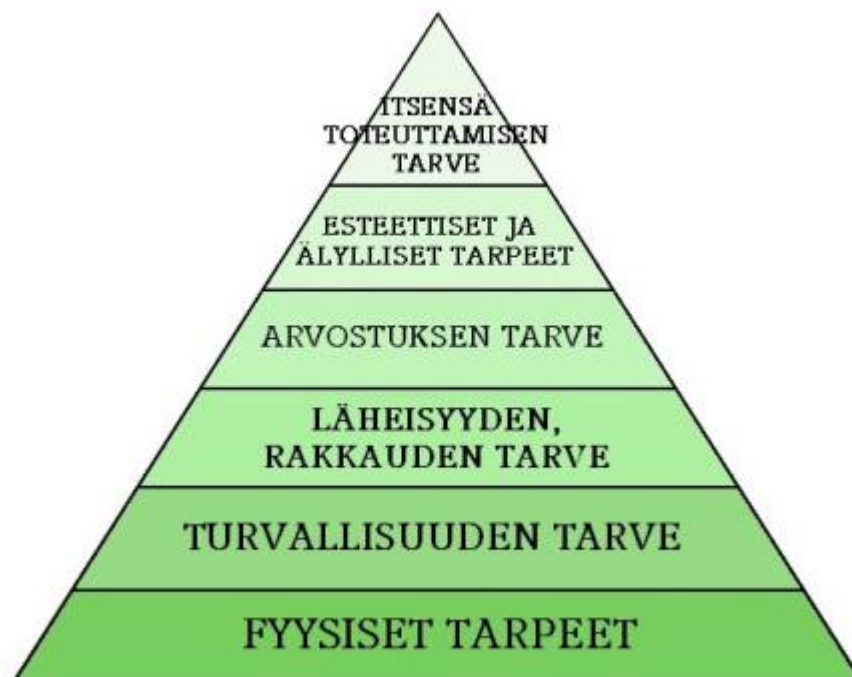 ITSENSÄ
TOTEUTTAMISEN
TARVE
ESTEETTISET JA
ÄLYLLISET TARPEET
ARVOSTUKSEN TARVE
LÄHEISYYDEN,
RAKKAUDEN TARVE
TURVALLISUUDEN TARVE
FYYSISET TARPEET